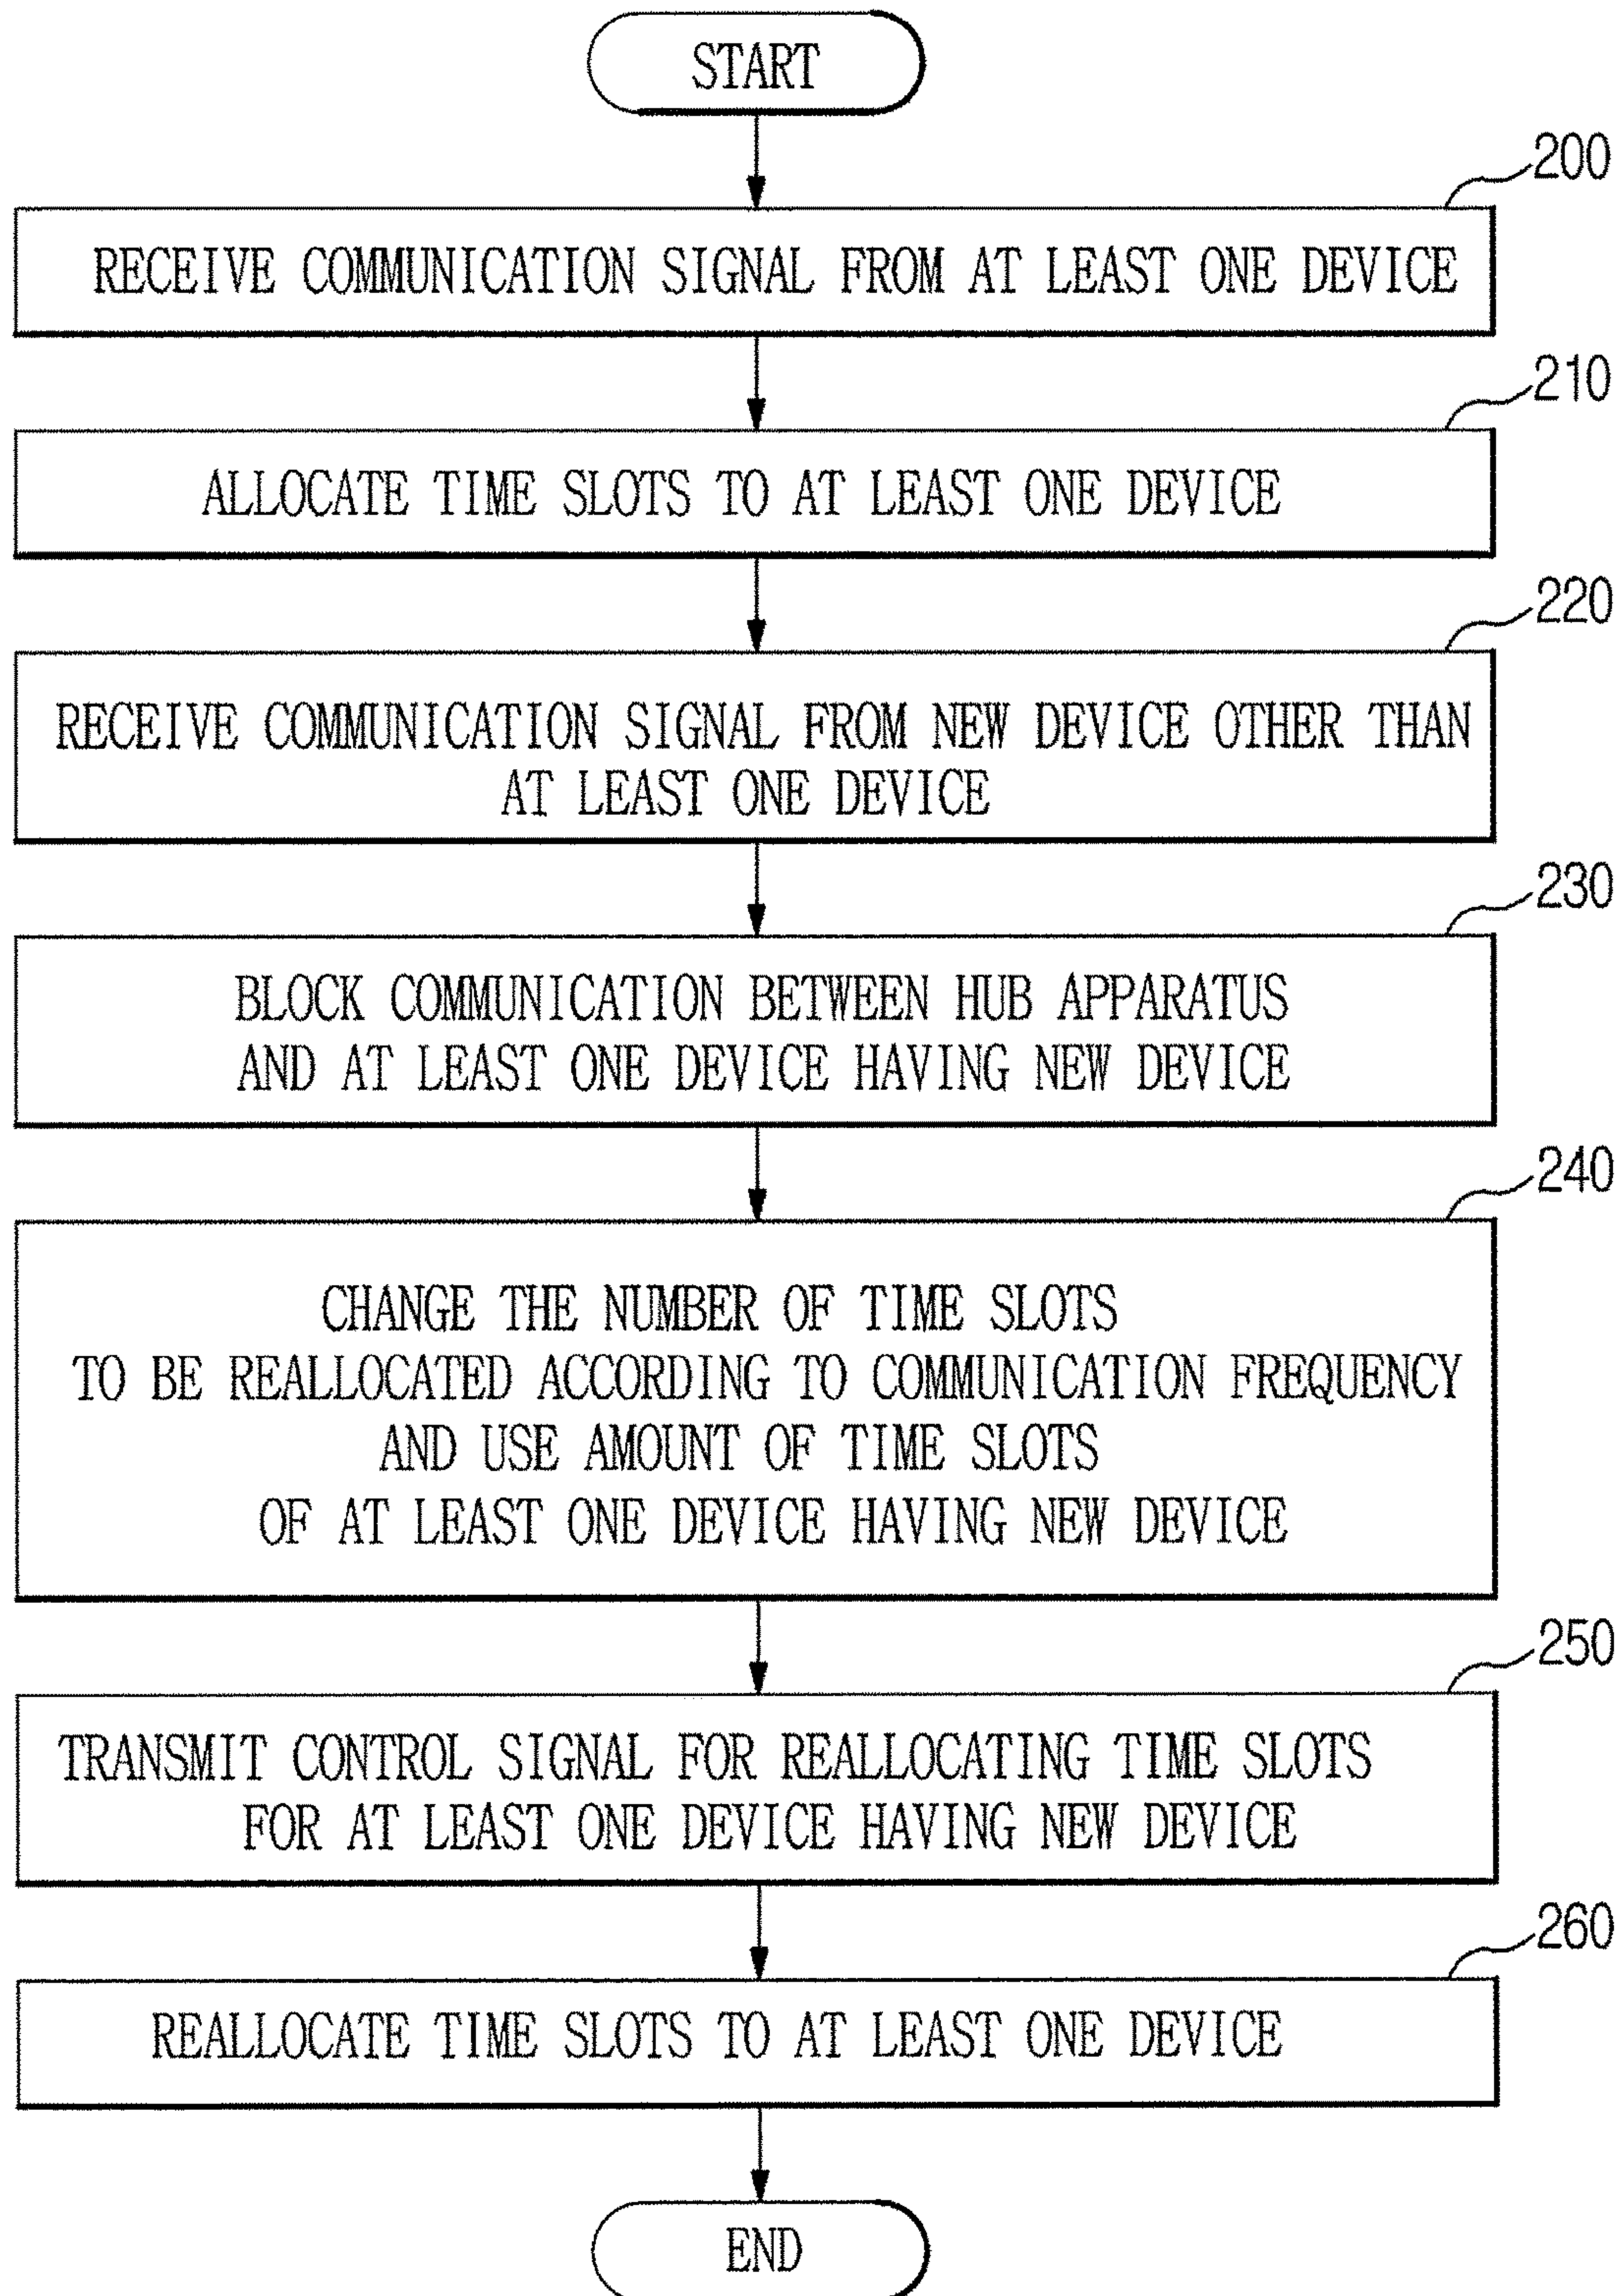 START
200
RECEIVE COMMUNICATION SIGNAL FROM AT LEAST ONE DEVICE
210
ALLOCATE TIME SLOTS TO AT LEAST ONE DEVICE
220
RECEIVE COMMUNICATION SIGNAL FROM NEW DEVICE OTHER THAN
AT LEAST ONE DEVICE
230
BLOCK COMMUNICATION BETWEEN HUB APPARATUS
AND AT LEAST ONE DEVICE HAVING NEW DEVICE
240
CHANGE THE NUMBER OF TIME SLOTS
TO BE REALLOCATED ACCORDING TO COMMUNICATION FREQUENCY
AND USE AMOUNT OF TIME SLOTS
OF AT LEAST ONE DEVICE HAVING NEW DEVICE
250
TRANSMIT CONTROL SIGNAL FOR REALLOCATING TIME SLOTS
FOR AT LEAST ONE DEVICE HAVING NEW DEVICE
260
REALLOCATE TIME SLOTS TO AT LEAST ONE DEVICE
END